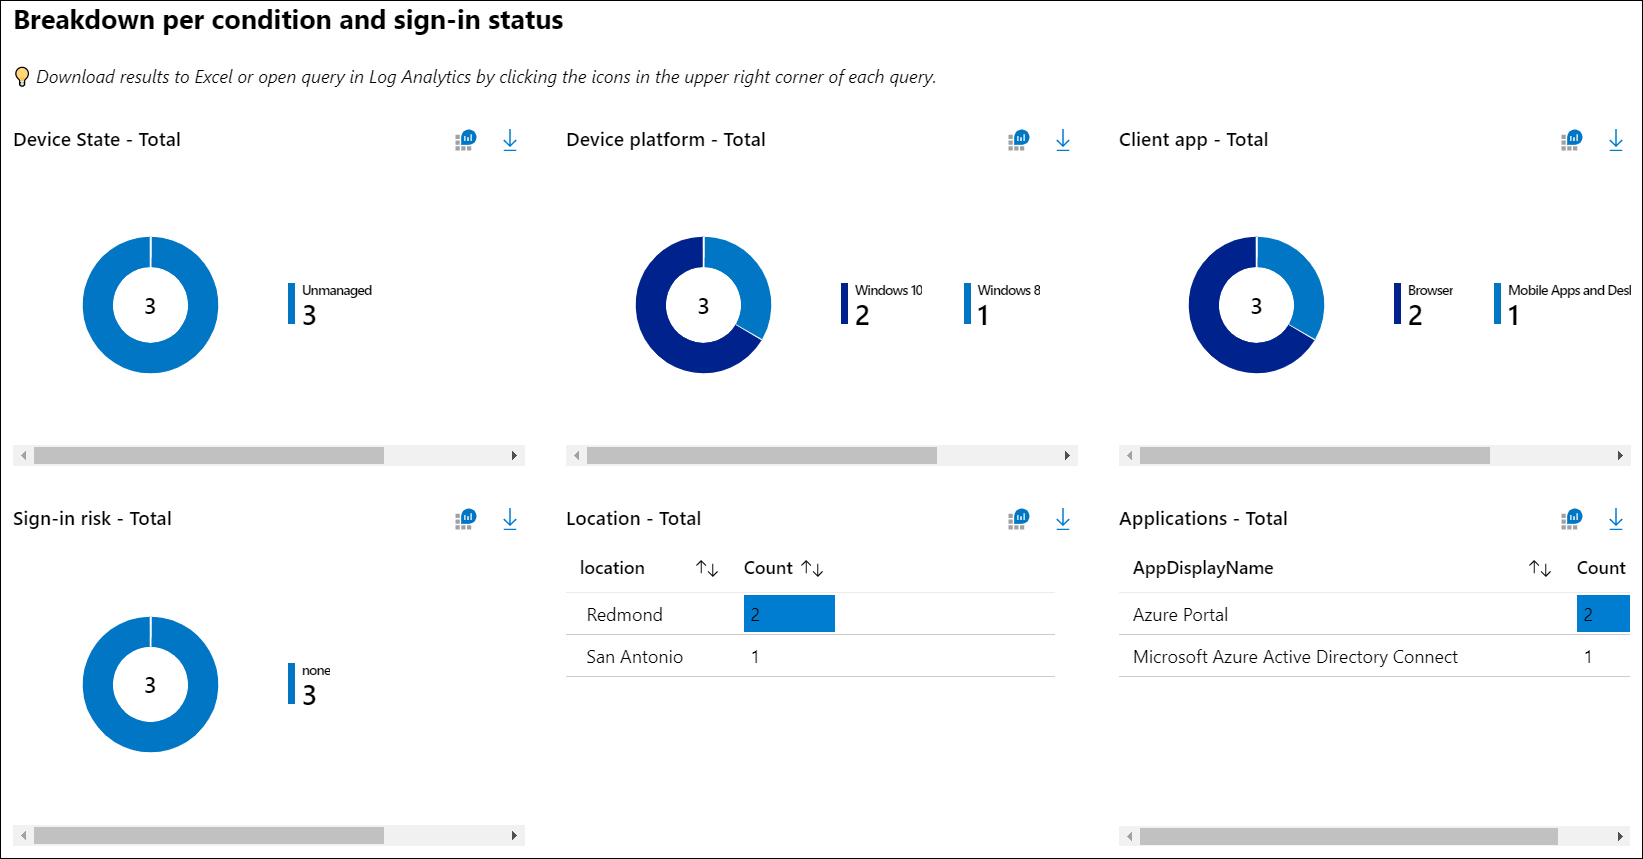 Breakdown per condition and sign-in status
Download results to Excel or open query in Log Analytics by clicking the icons in the upper right corner of each query.
Device State - Total
3
Unmanaged
3
Device platform - Total
3
Windows 10
2
Windows 8
1
Client app - Total
3
Browser
2
Mobile Apps and Desl
1
Sign-in risk - Total
3
none
3
Location - Total
location Count
Redmond 2
San Antonio 1
Applications - Total
AppDisplayName Count
Azure Portal 2
Microsoft Azure Active Directory Connect 1